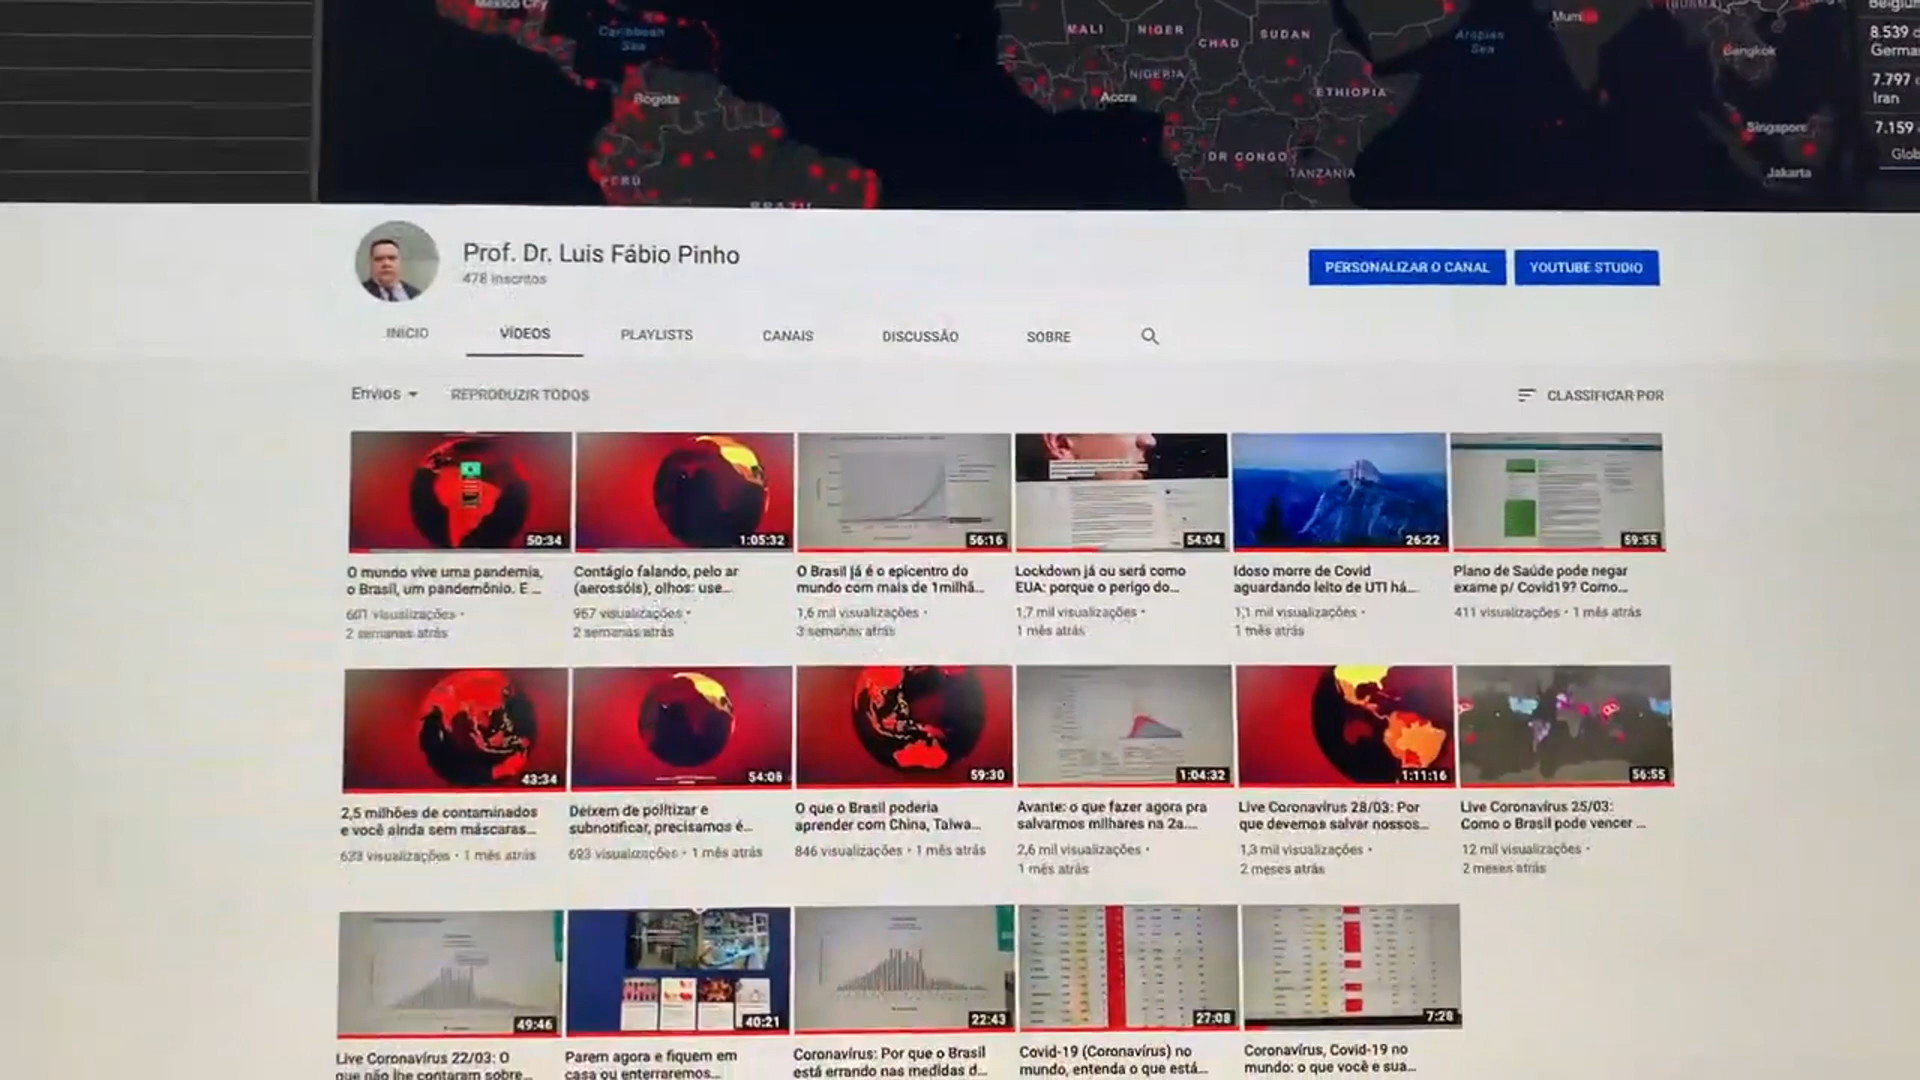 Mexico City
Caribbean
Sea
Bogota
PERU
BRAZIL
MALI
NIGER
CHAD
SUDAN
NIGERIA
Accra
ETHIOPIA
DR CONGO
TANZANIA
Arabian
Sea
Mum
Bangkok
Singapore
Jakarta
Belgium
8.539
Germa
7.797
Iran
7.159
Glob
Prof. Dr. Luis Fábio Pinho
478 inscritos
PERSONALIZAR O CANAL
YOUTUBE STUDIO
INÍCIO
VÍDEOS
PLAYLISTS
CANAIS
DISCUSSÃO
SOBRE
Envios
REPRODUZIR TODOS
CLASSIFICAR POR
50:34
1:05:32
56:16
54:04
26:22
59:55
O mundo vive uma pandemia,
o Brasil, um pandemônio. E ...
601 visualizações •
2 semanas atrás
Contágio falando, pelo ar
(aerossóis), olhos: use...
967 visualizações •
2 semanas atrás
O Brasil já é o epicentro do
mundo com mais de 1milhã...
1,6 mil visualizações •
3 semanas atrás
Lockdown já ou será como
EUA: porque o perigo do...
1,7 mil visualizações •
1 mês atrás
Idoso morre de Covid
aguardando leito de UTI há...
1,1 mil visualizações •
1 mês atrás
Plano de Saúde pode negar
exame p/ Covid19? Como...
411 visualizações • 1 mês atrás
43:34
54:08
59:30
1:04:32
1:11:16
56:55
2,5 milhões de contaminados
e você ainda sem máscaras...
633 visualizações • 1 mês atrás
Deixem de politizar e
subnotificar, precisamos é...
693 visualizações • 1 mês atrás
O que o Brasil poderia
aprender com China, Taiwa...
846 visualizações • 1 mês atrás
Avante: o que fazer agora pra
salvarmos milhares na 2a....
2,6 mil visualizações •
1 mês atrás
Live Coronavírus 28/03: Por
que devemos salvar nossos...
1,3 mil visualizações •
2 meses atrás
Live Coronavírus 25/03:
Como o Brasil pode vencer ...
12 mil visualizações •
2 meses atrás
49:46
40:21
22:43
27:08
7:28
Live Coronavírus 22/03: O
que não lhe contaram sobre...
Parem agora e fiquem em
casa ou enterraremos...
Coronavírus: Por que o Brasil
está errando nas medidas d...
Covid-19 (Coronavírus) no
mundo, entenda o que está...
Coronavírus, Covid-19 no
mundo: o que você e sua...